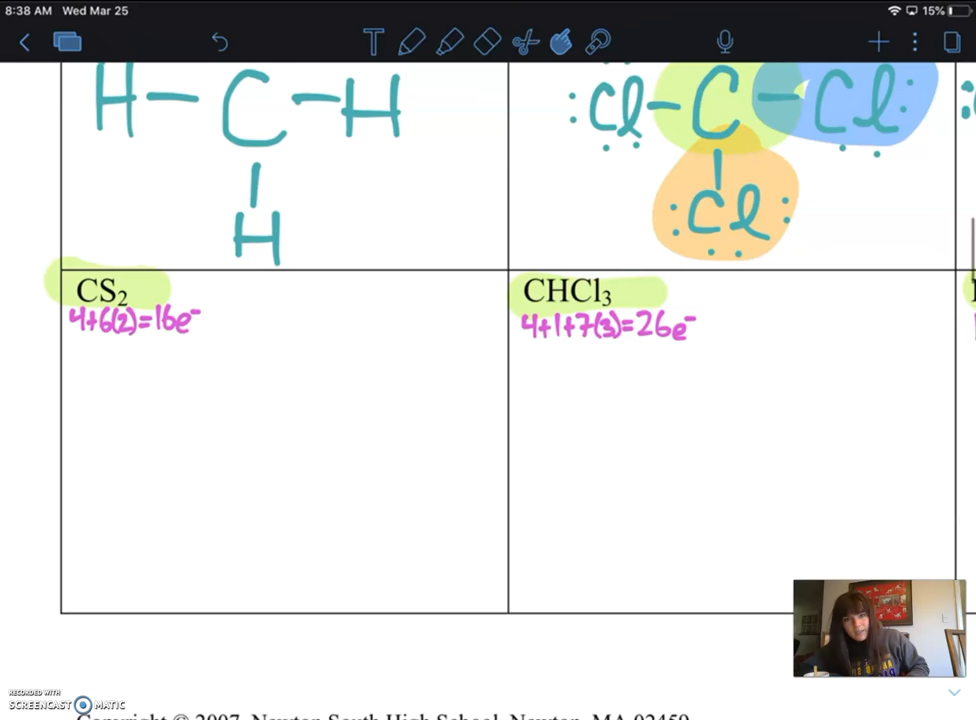 8:38 AM Wed Mar 25
15%
T
H-C-H
H
:Cl-C-Cl:
:Cl:
CS₂
4+6(2)=16e⁻
CHCl₃
4+1+7(3)=26e⁻
RECORDED WITH
SCREENCAST MATIC
Copyright © 2007, Newton South High School, Newton, MA 02459